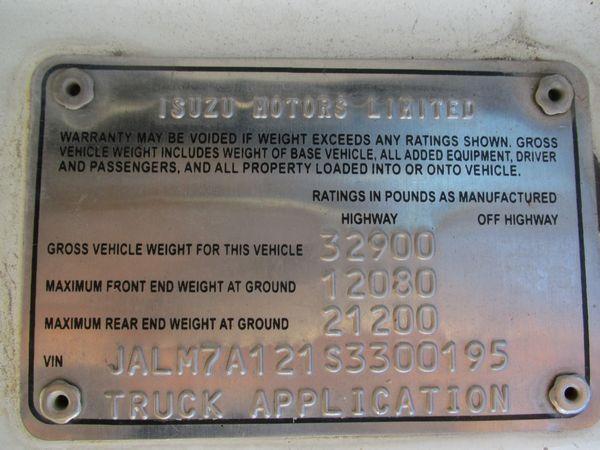 ISUZU MOTORS LIMITED
WARRANTY MAY BE VOIDED IF WEIGHT EXCEEDS ANY RATINGS SHOWN. GROSS
VEHICLE WEIGHT INCLUDES WEIGHT OF BASE VEHICLE, ALL ADDED EQUIPMENT, DRIVER
AND PASSENGERS, AND ALL PROPERTY LOADED INTO OR ONTO VEHICLE.
RATINGS IN POUNDS AS MANUFACTURED
HIGHWAY OFF HIGHWAY
GROSS VEHICLE WEIGHT FOR THIS VEHICLE 32900
MAXIMUM FRONT END WEIGHT AT GROUND 12080
MAXIMUM REAR END WEIGHT AT GROUND 21200
VIN JALM7A121S3300195
TRUCK APPLICATION